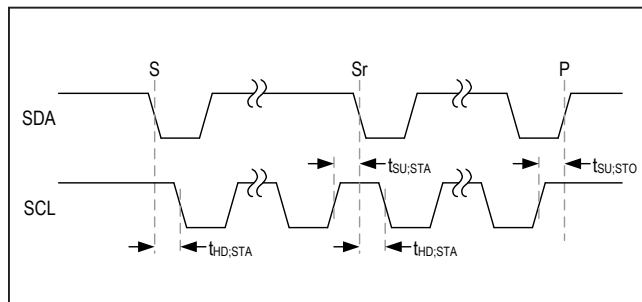 S Sr P
SDA
tSU;STA tSU;STO
SCL
tHD;STA tHD;STA